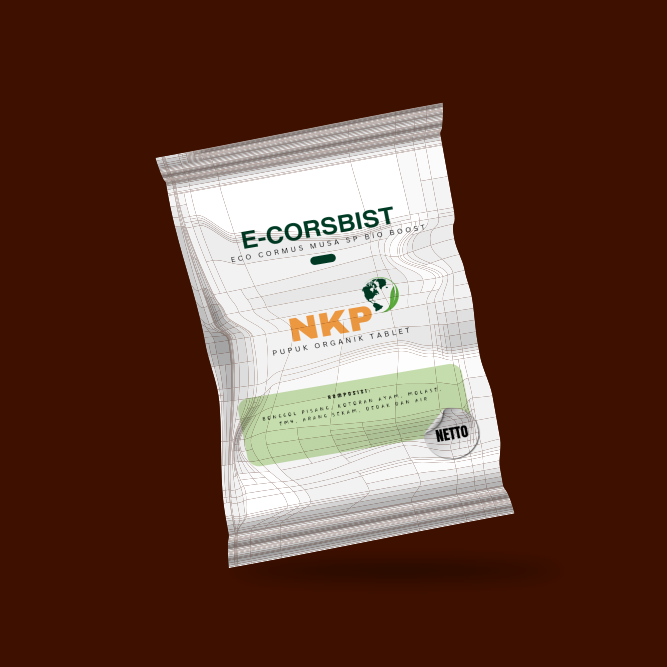 E-CORSBIST
ECO CORMUS MUSA SP BIO BOOST
NKP
PUPUK ORGANIK TABLET
KOMPOSISI:
BONGGOL PISANG, KOTORAN AYAM, MOLASE,
EM4, ARANG SEKAM, DEDAK DAN AIR
NETTO